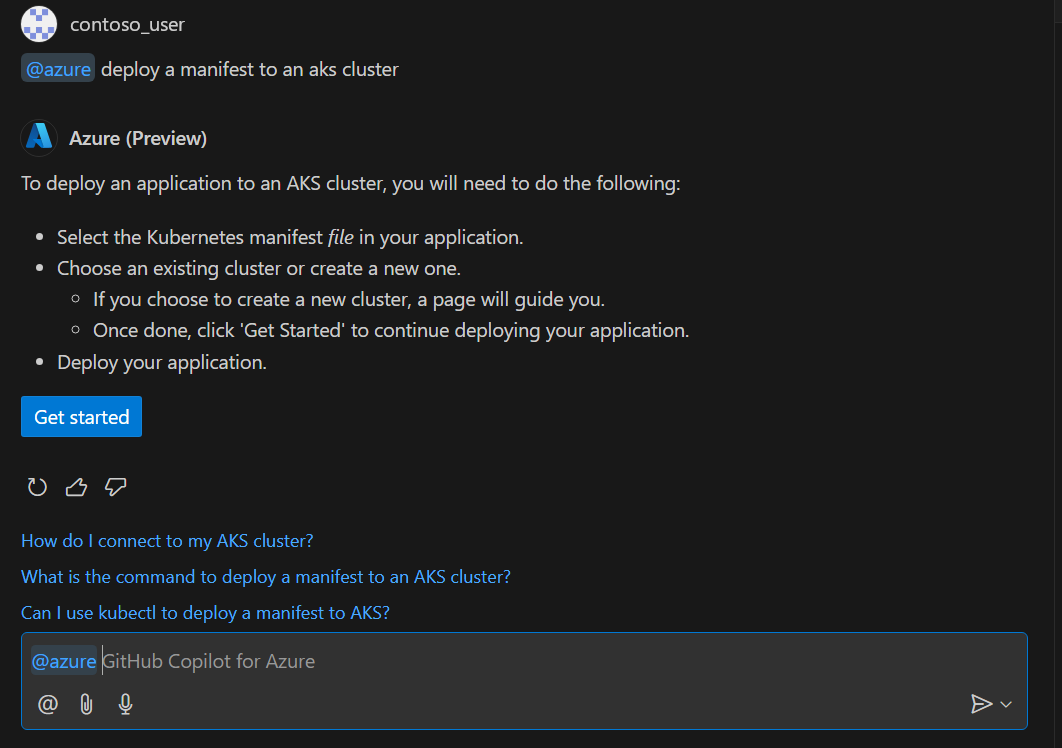 contoso_user
@azure deploy a manifest to an aks cluster
Azure (Preview)
To deploy an application to an AKS cluster, you will need to do the following:
Select the Kubernetes manifest file in your application.
Choose an existing cluster or create a new one.
If you choose to create a new cluster, a page will guide you.
Once done, click 'Get Started' to continue deploying your application.
Deploy your application.
Get started
How do I connect to my AKS cluster?
What is the command to deploy a manifest to an AKS cluster?
Can I use kubectl to deploy a manifest to AKS?
@azure GitHub Copilot for Azure